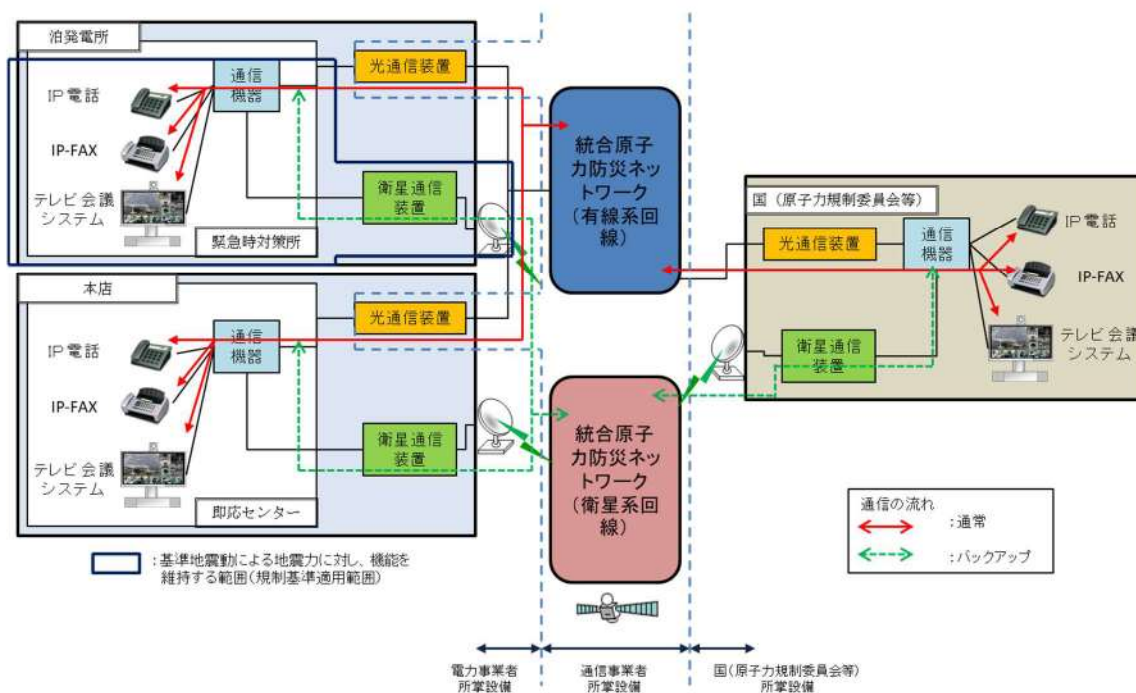 泊発電所
IP電話
IP-FAX
テレビ会議
システム
通信
機器
光通信装置
衛星通信
装置
緊急時対策所
本店
IP電話
IP-FAX
テレビ会議
システム
通信
機器
光通信装置
衛星通信
装置
即応センター
統合原子
力防災ネッ
トワーク
(有線系回
線)
統合原子
力防災ネッ
トワーク
(衛星系回
線)
国(原子力規制委員会等)
光通信装置
通信
機器
衛星通信
装置
IP電話
IP-FAX
テレビ会議
システム
通信の流れ
:通常
:バックアップ
:基準地震動による地震力に対し、機能を
維持する範囲(規制基準適用範囲)
電力事業者
所掌設備
通信事業者
所掌設備
国(原子力規制委員会等)
所掌設備